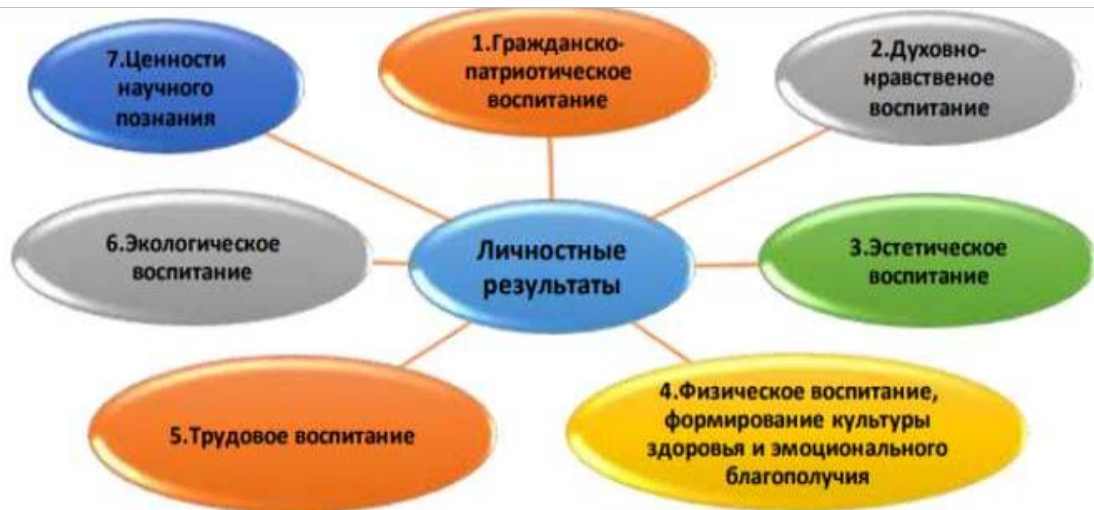 1.Гражданско-
патриотическое
воспитание
2.Духовно-
нравственое
воспитание
3.Эстетическое
воспитание
4.Физическое воспитание,
формирование культуры
здоровья и эмоционального
благополучия
5.Трудовое воспитание
6.Экологическое
воспитание
7.Ценности
научного
познания
Личностные
результаты